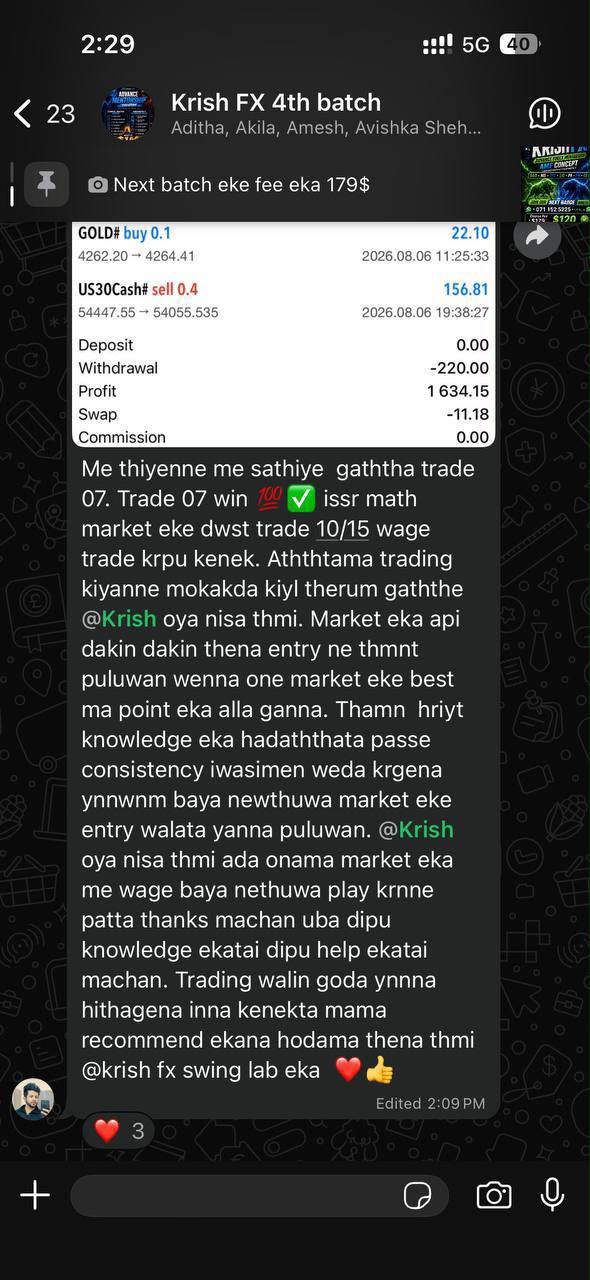 2:29
5G 40
23
Krish FX 4th batch
Aditha, Akila, Amesh, Avishka Sheh...
Next batch eke fee eka 179$
GOLD# buy 0.1 22.10
4262.20 → 4264.41 2026.08.06 11:25:33
US30Cash# sell 0.4 156.81
54447.55 → 54055.535 2026.08.06 19:38:27
Deposit 0.00
Withdrawal -220.00
Profit 1 634.15
Swap -11.18
Commission 0.00
Me thiyenne me sathiye gaththa trade
07. Trade 07 win 💯 ✅ issr math
market eke dwst trade 10/15 wage
trade krpu kenek. Aththtama trading
kiyanne mokakda kiyl therum gaththe
@Krish oya nisa thmi. Market eka api
dakin dakin thena entry ne thmnt
puluwan wenna one market eke best
ma point eka alla ganna. Thamn hriyt
knowledge eka hadaththata passe
consistency iwasimen weda krgena
ynnwnm baya newthuwa market eke
entry walata yanna puluwan. @Krish
oya nisa thmi ada onama market eka
me wage baya nethuwa play krnne
patta thanks machan uba dipu
knowledge ekatai dipu help ekatai
machan. Trading walin goda ynnna
hithagena inna kenekta mama
recommend ekana hodama thena thmi
@krish fx swing lab eka ❤️👍
Edited 2:09 PM
❤️ 3